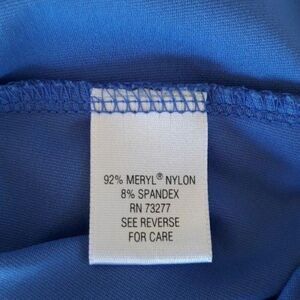 92% MERYL® NYLON
8% SPANDEX
RN 73277
SEE REVERSE
FOR CARE